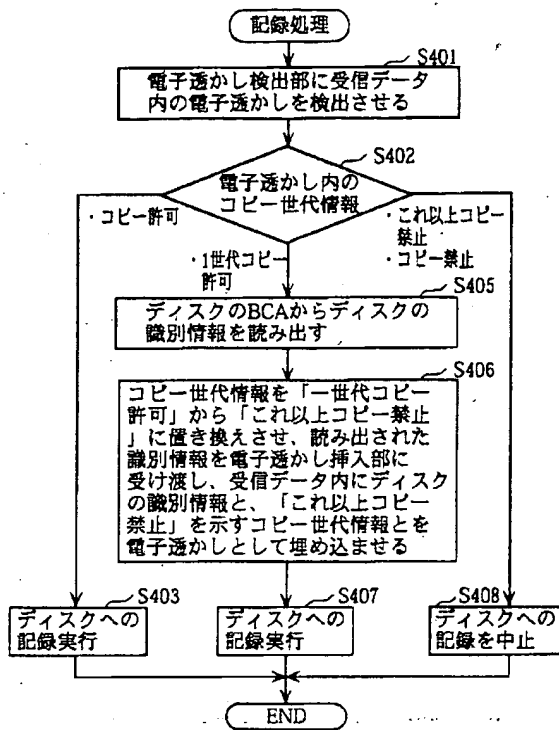 記録処理
S401
電子透かし検出部に受信データ
内の電子透かしを検出させる
S402
電子透かし内の
コピー世代情報
・コピー許可
・1世代コピー
許可
・これ以上コピー
禁止
・コピー禁止
S405
ディスクのBCAからディスクの
識別情報を読み出す
S406
コピー世代情報を「一世代コピー
許可」から「これ以上コピー禁止
」に置き換えさせ、読み出された
識別情報を電子透かし挿入部に
受け渡し、受信データ内にディスク
の識別情報と、「これ以上コピー
禁止」を示すコピー世代情報とを
電子透かしとして埋め込ませる
S403
ディスクへの
記録実行
S407
ディスクへの
記録実行
S408
ディスクへの
記録を中止
END